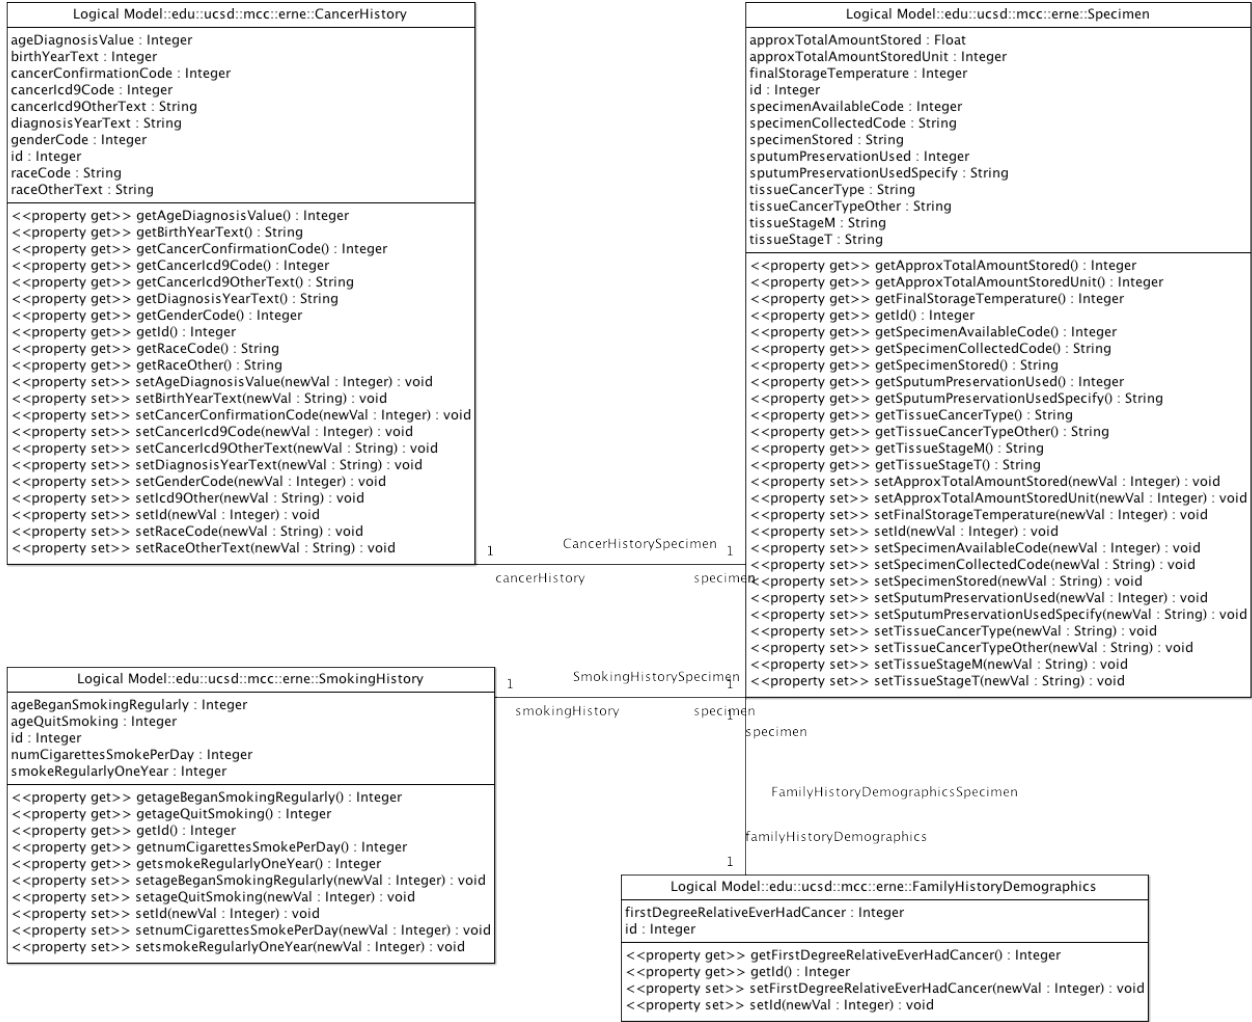 Logical Model::edu::ucsd::mcc::erne::CancerHistory
ageDiagnosisValue : Integer
birthYearText : Integer
cancerConfirmationCode : Integer
cancerIcd9Code : Integer
cancerIcd9OtherText : String
diagnosisYearText : String
genderCode : Integer
id : Integer
raceCode : String
raceOtherText : String
<<property get>> getAgeDiagnosisValue() : Integer
<<property get>> getBirthYearText() : String
<<property get>> getCancerConfirmationCode() : Integer
<<property get>> getCancerIcd9Code() : Integer
<<property get>> getCancerIcd9OtherText() : String
<<property get>> getDiagnosisYearText() : String
<<property get>> getGenderCode() : Integer
<<property get>> getId() : Integer
<<property get>> getRaceCode() : String
<<property get>> getRaceOther() : String
<<property set>> setAgeDiagnosisValue(newVal : Integer) : void
<<property set>> setBirthYearText(newVal : String) : void
<<property set>> setCancerConfirmationCode(newVal : Integer) : void
<<property set>> setCancerIcd9Code(newVal : Integer) : void
<<property set>> setCancerIcd9OtherText(newVal : String) : void
<<property set>> setDiagnosisYearText(newVal : String) : void
<<property set>> setGenderCode(newVal : Integer) : void
<<property set>> setIcd9Other(newVal : String) : void
<<property set>> setId(newVal : Integer) : void
<<property set>> setRaceCode(newVal : String) : void
<<property set>> setRaceOtherText(newVal : String) : void
Logical Model::edu::ucsd::mcc::erne::Specimen
approxTotalAmountStored : Float
approxTotalAmountStoredUnit : Integer
finalStorageTemperature : Integer
id : Integer
specimenAvailableCode : Integer
specimenCollectedCode : String
specimenStored : String
sputumPreservationUsed : Integer
sputumPreservationUsedSpecify : String
tissueCancerType : String
tissueCancerTypeOther : String
tissueStageM : String
tissueStageT : String
<<property get>> getApproxTotalAmountStored() : Integer
<<property get>> getApproxTotalAmountStoredUnit() : Integer
<<property get>> getFinalStorageTemperature() : Integer
<<property get>> getId() : Integer
<<property get>> getSpecimenAvailableCode() : Integer
<<property get>> getSpecimenCollectedCode() : String
<<property get>> getSpecimenStored() : String
<<property get>> getSputumPreservationUsed() : Integer
<<property get>> getSputumPreservationUsedSpecify() : String
<<property get>> getTissueCancerType() : String
<<property get>> getTissueCancerTypeOther() : String
<<property get>> getTissueStageM() : String
<<property get>> getTissueStageT() : String
<<property set>> setApproxTotalAmountStored(newVal : Integer) : void
<<property set>> setApproxTotalAmountStoredUnit(newVal : Integer) : void
<<property set>> setFinalStorageTemperature(newVal : Integer) : void
<<property set>> setId(newVal : Integer) : void
<<property set>> setSpecimenAvailableCode(newVal : Integer) : void
<<property set>> setSpecimenCollectedCode(newVal : String) : void
<<property set>> setSpecimenStored(newVal : String) : void
<<property set>> setSputumPreservationUsed(newVal : Integer) : void
<<property set>> setSputumPreservationUsedSpecify(newVal : String) : void
<<property set>> setTissueCancerType(newVal : String) : void
<<property set>> setTissueCancerTypeOther(newVal : String) : void
<<property set>> setTissueStageM(newVal : String) : void
<<property set>> setTissueStageT(newVal : String) : void
1 CancerHistorySpecimen 1
cancerHistory specimen
1 SmokingHistorySpecimen 1
smokingHistory specimen
1
specimen
FamilyHistoryDemographicsSpecimen
familyHistoryDemographics
1
Logical Model::edu::ucsd::mcc::erne::SmokingHistory
ageBeganSmokingRegularly : Integer
ageQuitSmoking : Integer
id : Integer
numCigarettesSmokePerDay : Integer
smokeRegularlyOneYear : Integer
<<property get>> getageBeganSmokingRegularly() : Integer
<<property get>> getageQuitSmoking() : Integer
<<property get>> getId() : Integer
<<property get>> getnumCigarettesSmokePerDay() : Integer
<<property get>> getsmokeRegularlyOneYear() : Integer
<<property set>> setageBeganSmokingRegularly(newVal : Integer) : void
<<property set>> setageQuitSmoking(newVal : Integer) : void
<<property set>> setId(newVal : Integer) : void
<<property set>> setnumCigarettesSmokePerDay(newVal : Integer) : void
<<property set>> setsmokeRegularlyOneYear(newVal : Integer) : void
Logical Model::edu::ucsd::mcc::erne::FamilyHistoryDemographics
firstDegreeRelativeEverHadCancer : Integer
id : Integer
<<property get>> getFirstDegreeRelativeEverHadCancer() : Integer
<<property get>> getId() : Integer
<<property set>> setFirstDegreeRelativeEverHadCancer(newVal : Integer) : void
<<property set>> setId(newVal : Integer) : void